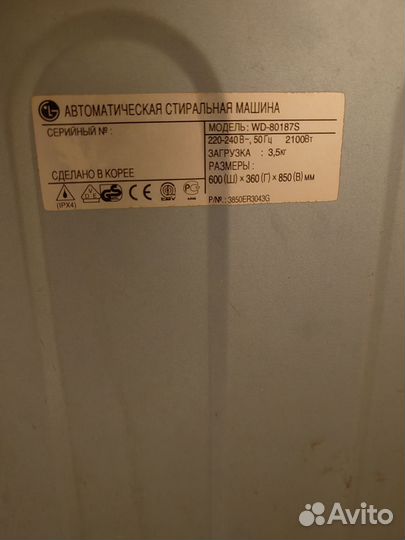 LG АВТОМАТИЧЕСКАЯ СТИРАЛЬНАЯ МАШИНА
СЕРИЙНЫЙ № :
МОДЕЛЬ: WD-80187S
220-240 В~, 50 Гц 2100Вт
ЗАГРУЗКА : 3,5кг
РАЗМЕРЫ :
600(Ш)×360(Г)×850(В)мм
СДЕЛАНО В КОРЕЕ
(IPX4)
P/№.: 3850ER3043G
Avito